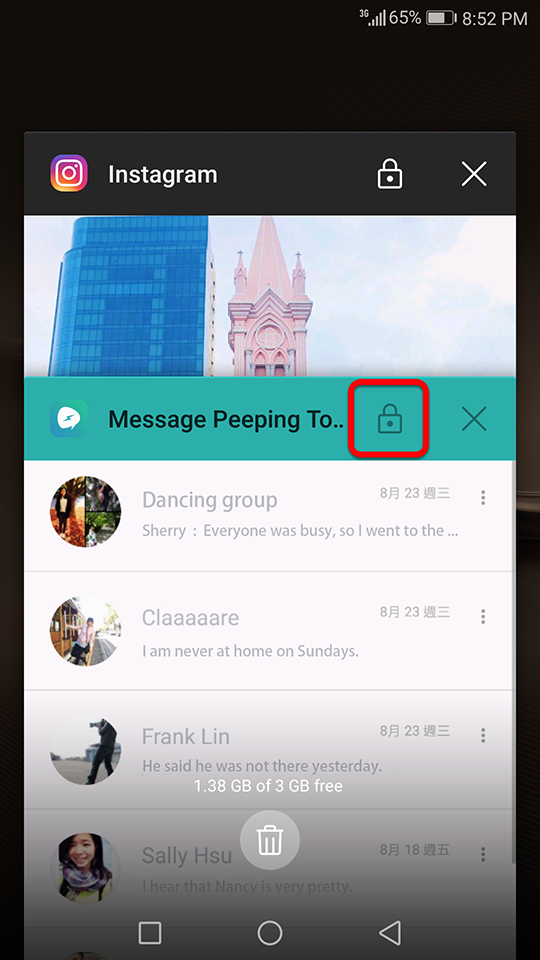 3G 65% 8:52 PM
Instagram
Message Peeping To..
Dancing group 8月 23 週三
Sherry : Everyone was busy, so I went to the ...
Claaaaare 8月 23 週三
I am never at home on Sundays.
Frank Lin 8月 23 週三
He said he was not there yesterday.
1.38 GB of 3 GB free
Sally Hsu 8月 18 週五
I hear that Nancy is very pretty.